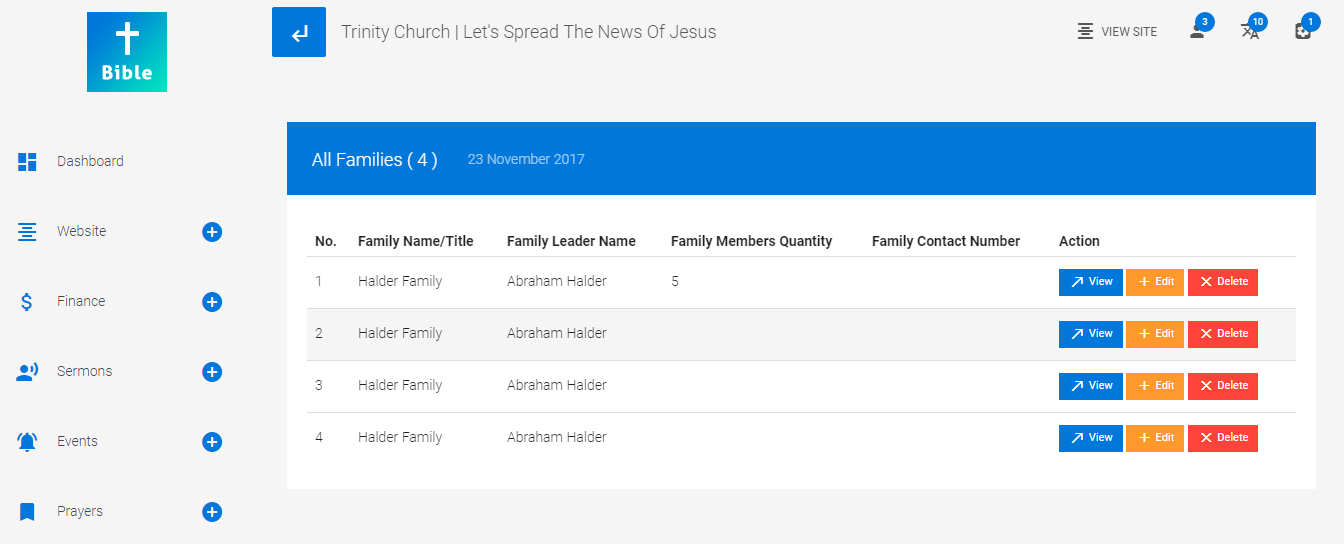 Bible
Trinity Church | Let's Spread The News Of Jesus
VIEW SITE
3
10
1
Dashboard
Website
Finance
Sermons
Events
Prayers
All Families ( 4 ) 23 November 2017
No. Family Name/Title Family Leader Name Family Members Quantity Family Contact Number Action
1 Halder Family Abraham Halder 5 View Edit Delete
2 Halder Family Abraham Halder View Edit Delete
3 Halder Family Abraham Halder View Edit Delete
4 Halder Family Abraham Halder View Edit Delete